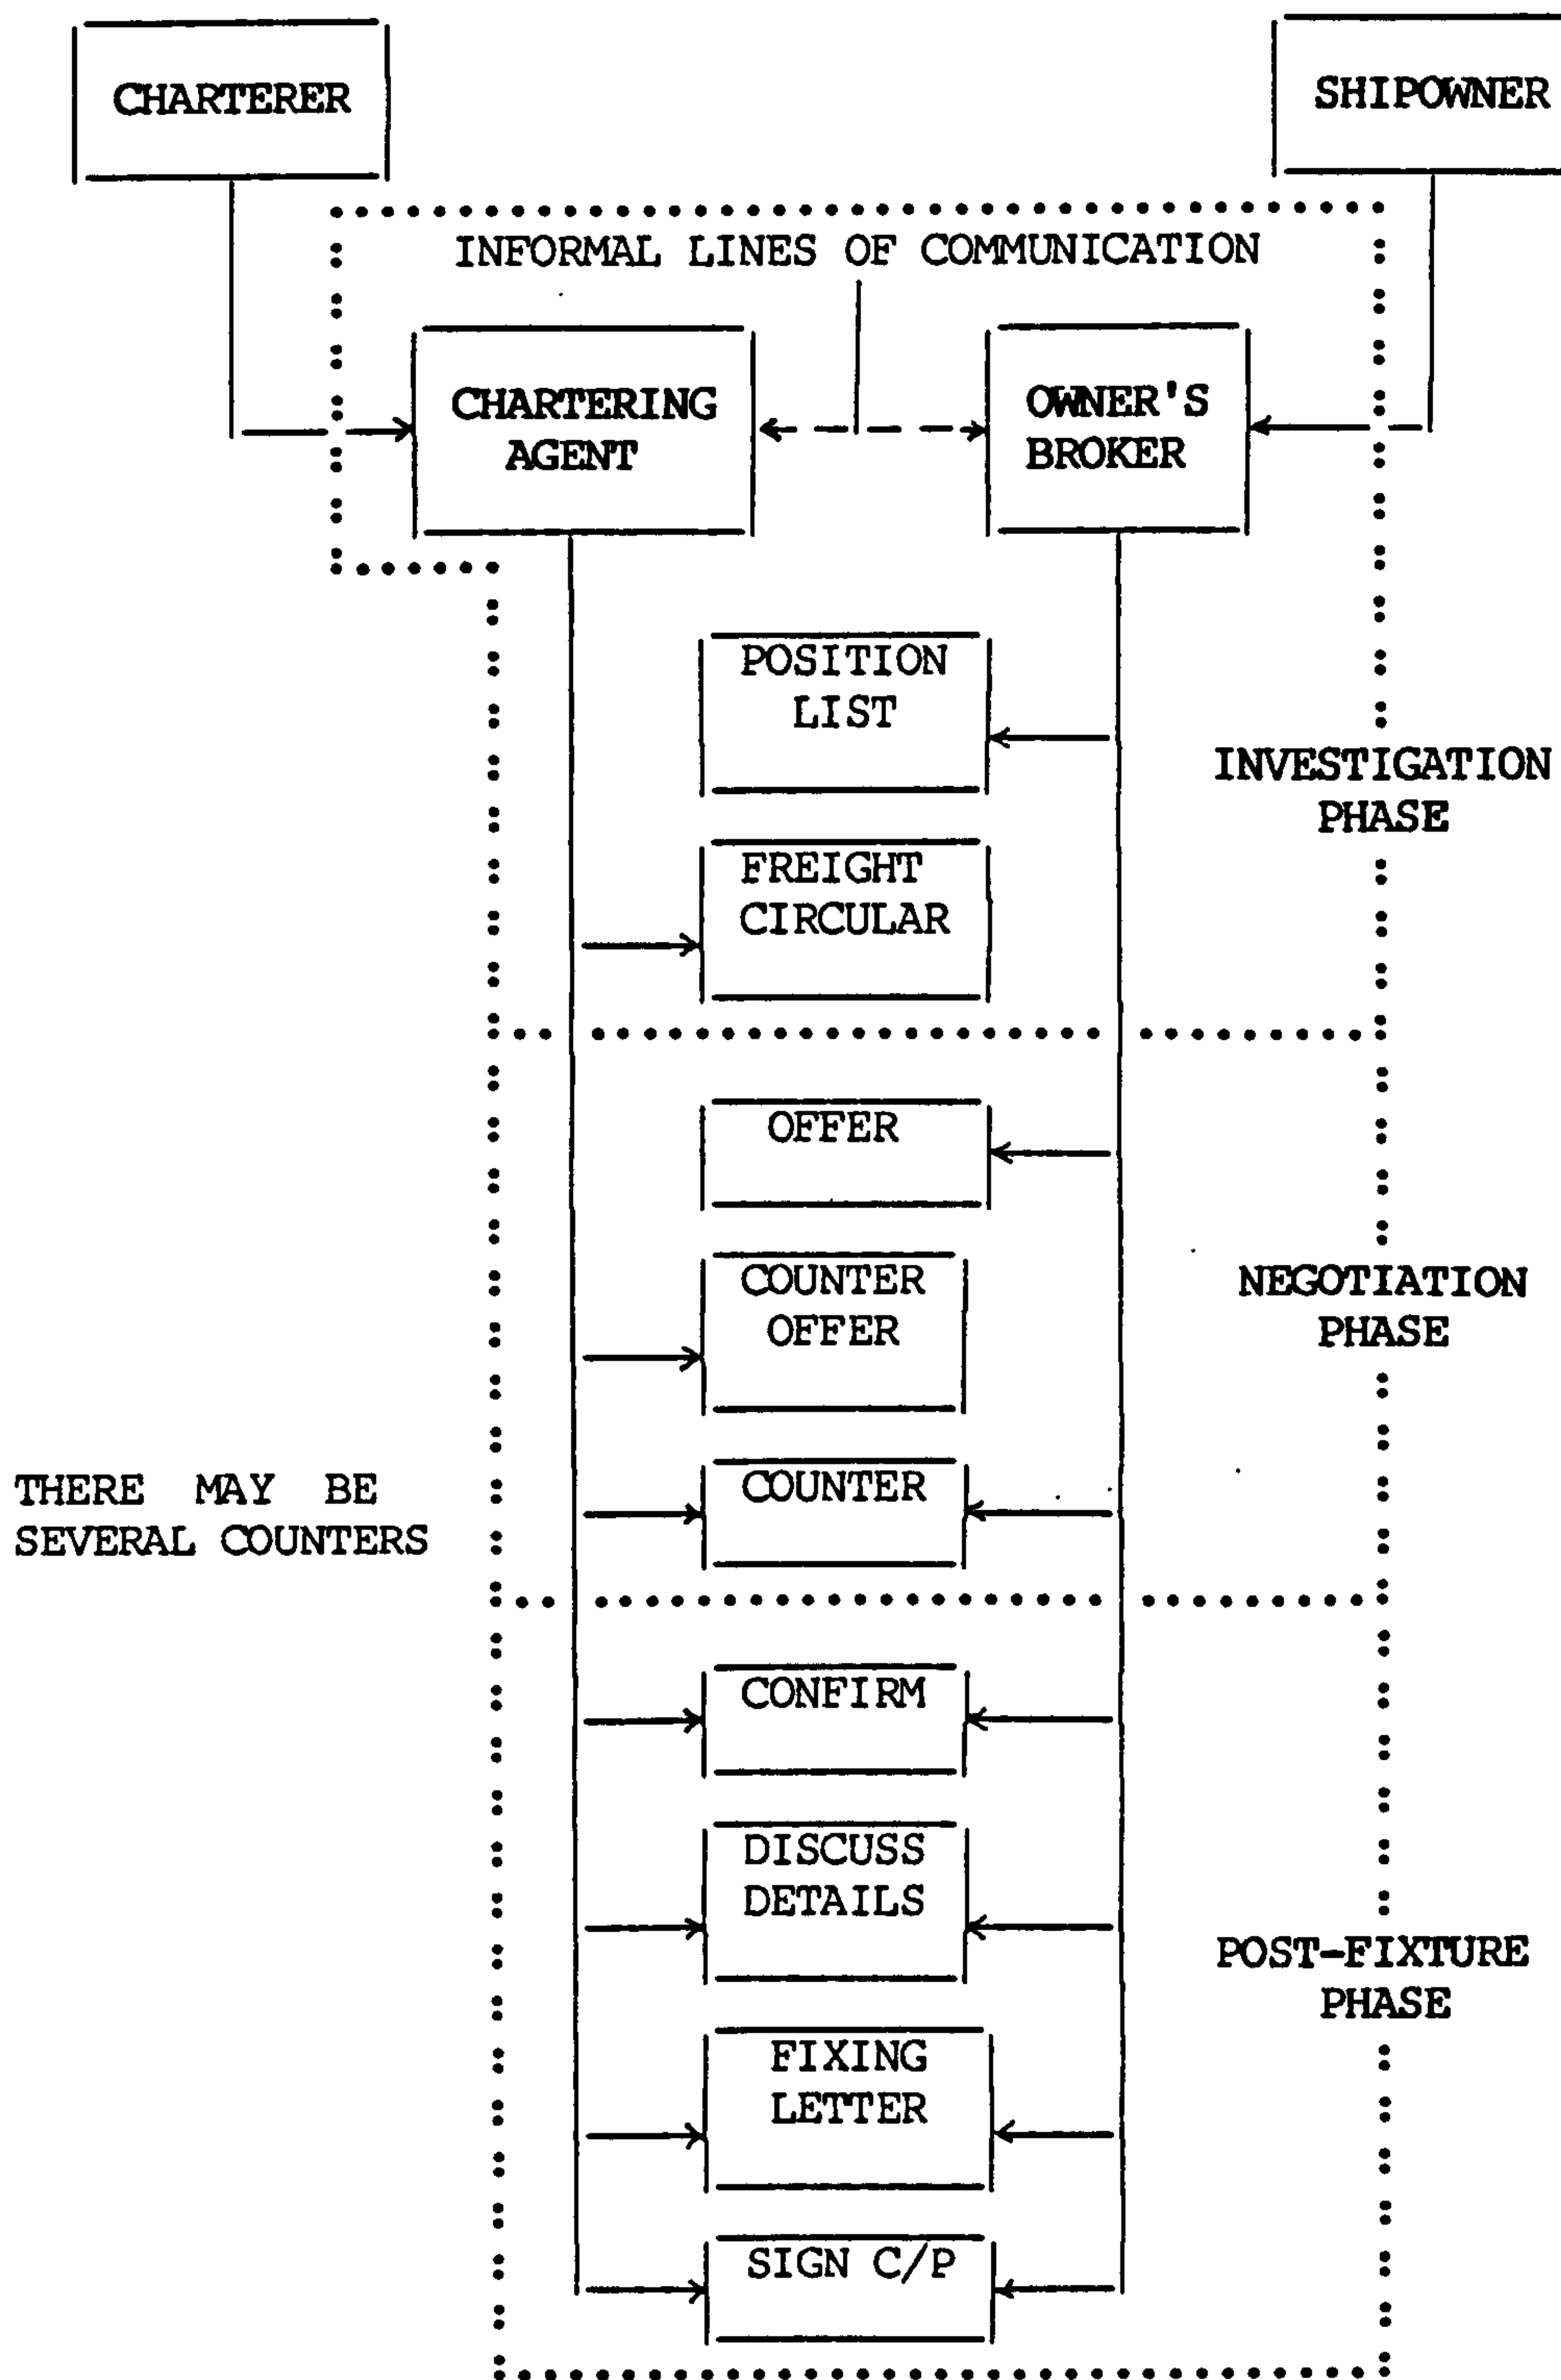 CHARTERER
SHIPOWNER
INFORMAL LINES OF COMMUNICATION
CHARTERING
AGENT
OWNER'S
BROKER
POSITION
LIST
INVESTIGATION
PHASE
FREIGHT
CIRCULAR
OFFER
COUNTER
OFFER
NEGOTIATION
PHASE
COUNTER
THERE MAY BE
SEVERAL COUNTERS
CONFIRM
DISCUSS
DETAILS
POST-FIXTURE
PHASE
FIXING
LETTER
SIGN C/P